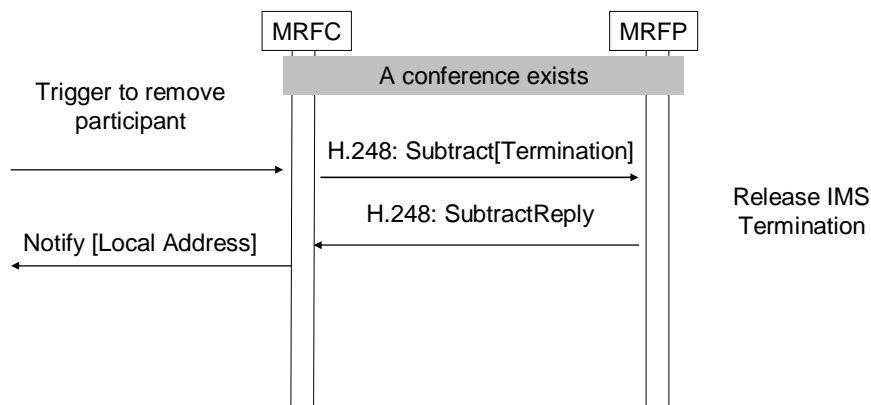 MRFC
MRFP
A conference exists
Trigger to remove
participant
H.248: Subtract[Termination]
H.248: SubtractReply
Release IMS
Termination
Notify [Local Address]